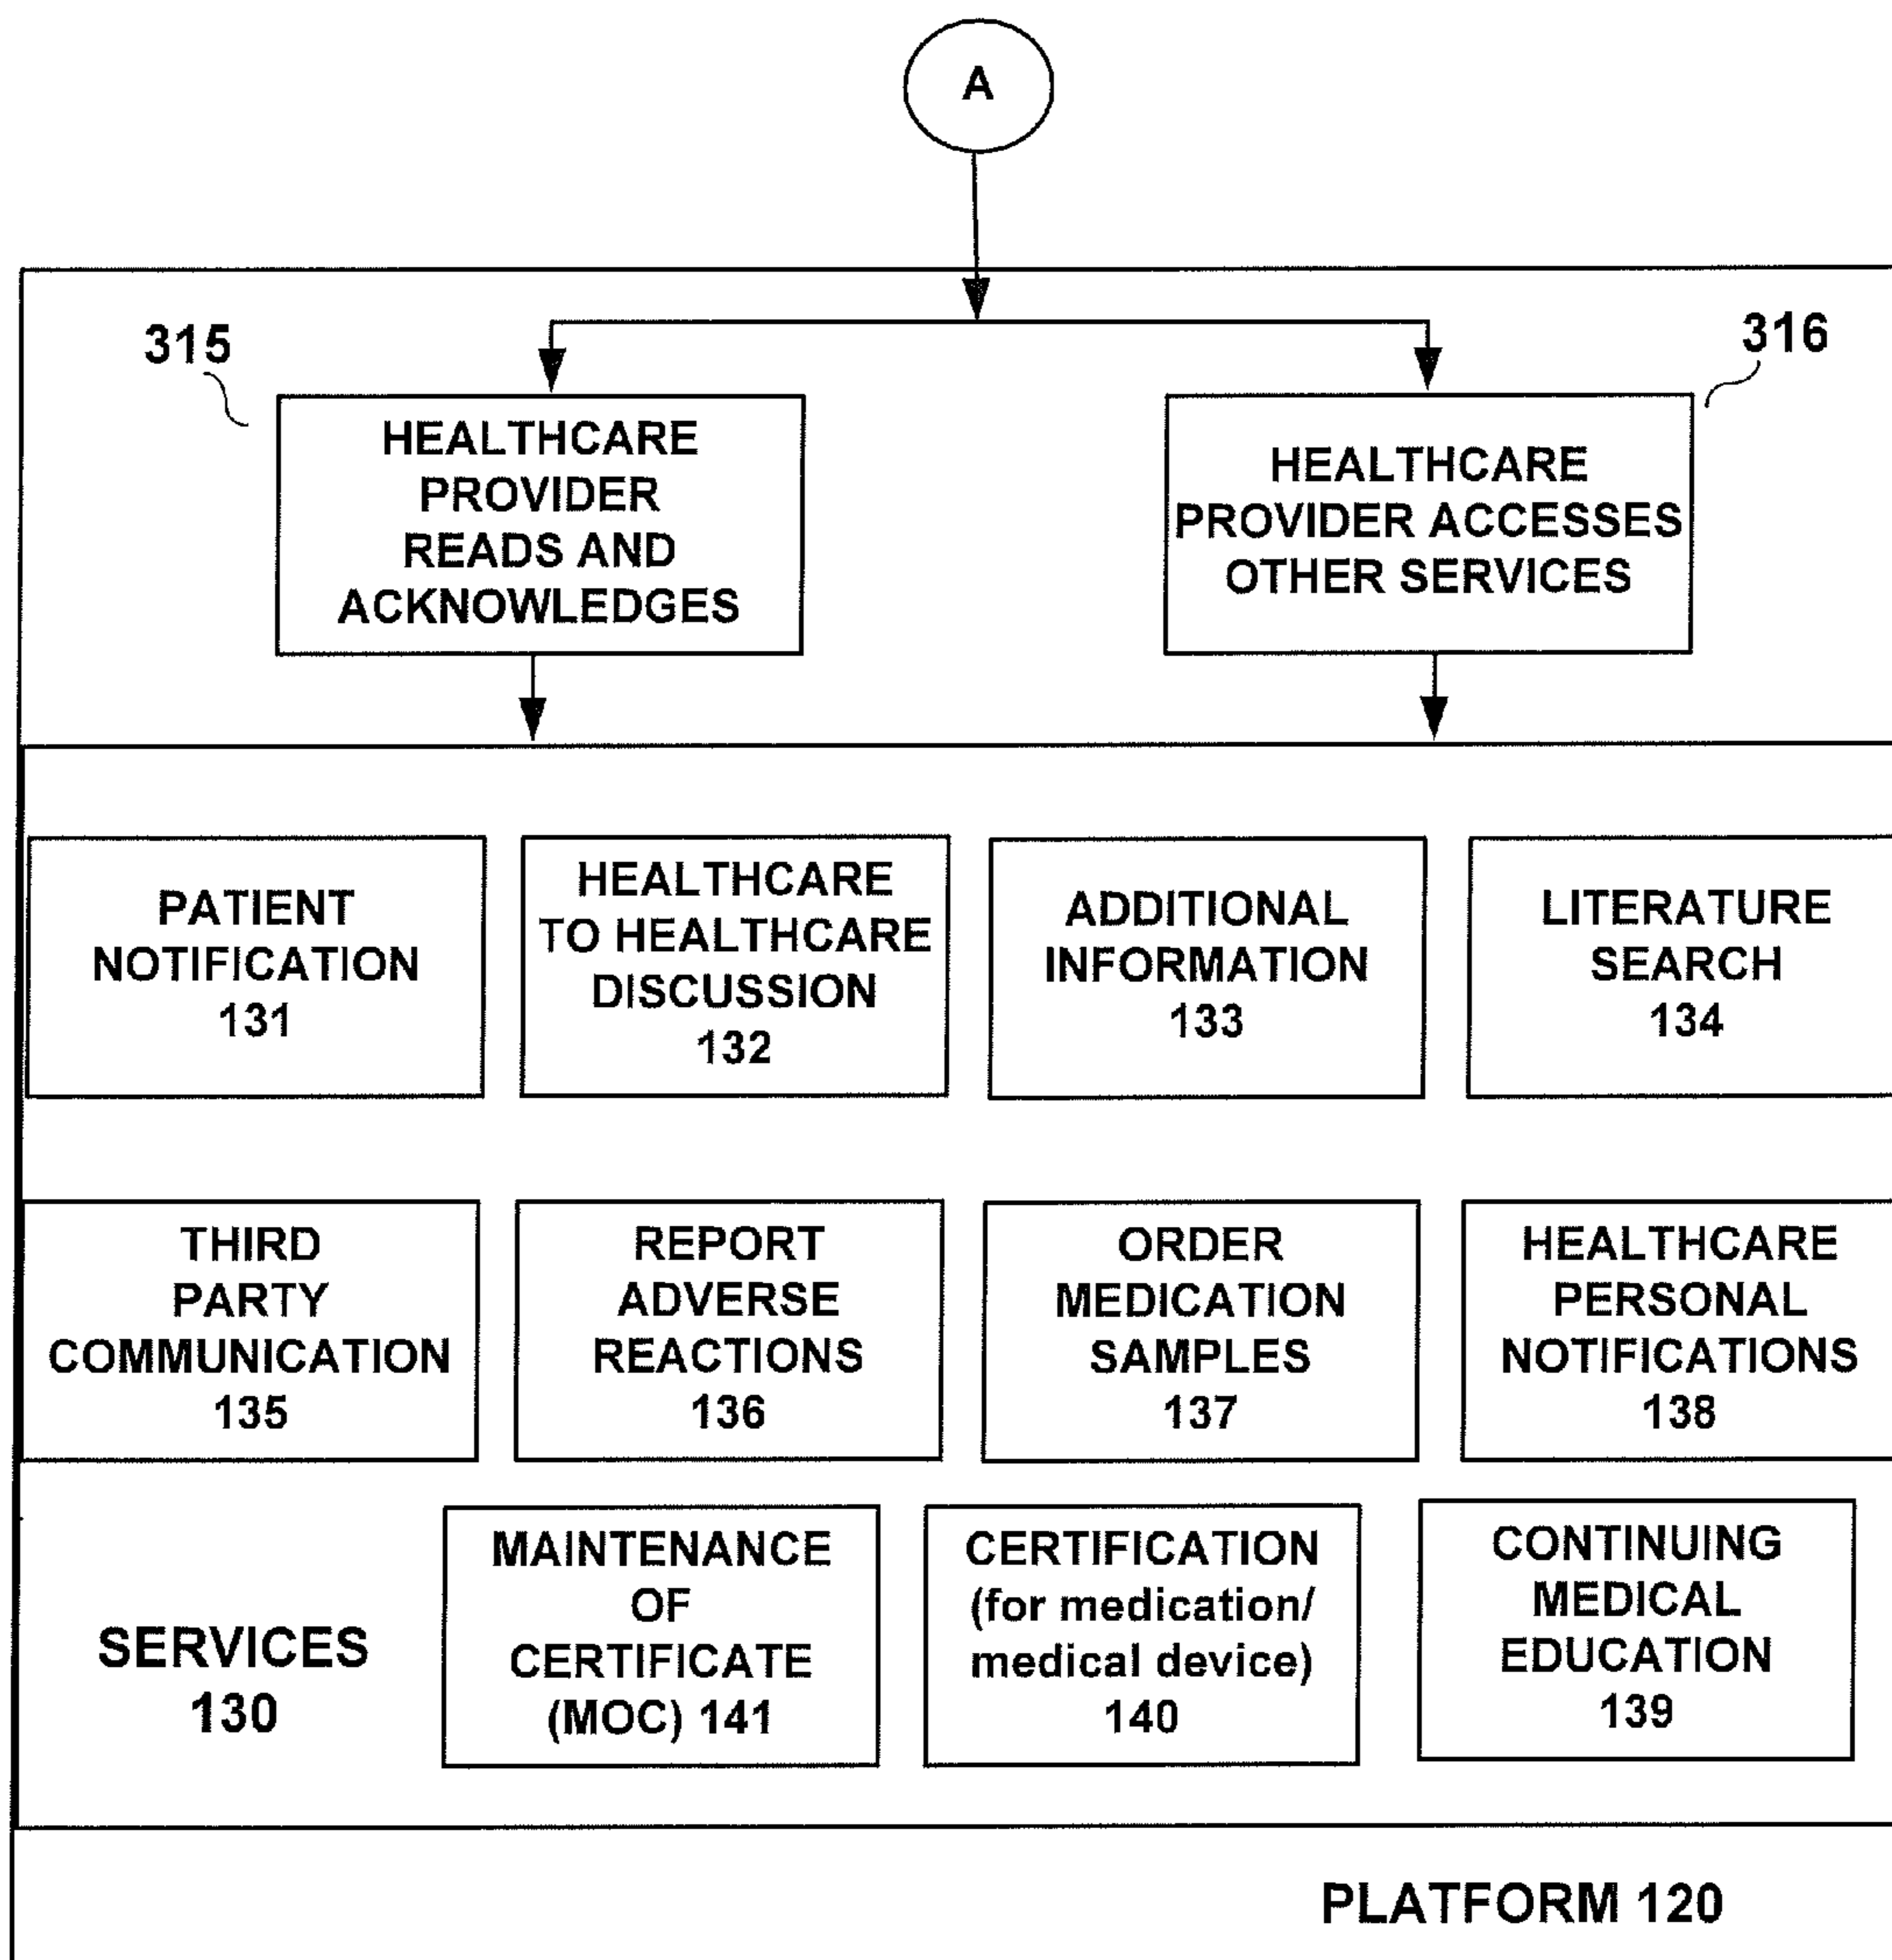 A
315
316
HEALTHCARE
PROVIDER
READS AND
ACKNOWLEDGES
HEALTHCARE
PROVIDER ACCESSES
OTHER SERVICES
PATIENT
NOTIFICATION
131
HEALTHCARE
TO HEALTHCARE
DISCUSSION
132
ADDITIONAL
INFORMATION
133
LITERATURE
SEARCH
134
THIRD
PARTY
COMMUNICATION
135
REPORT
ADVERSE
REACTIONS
136
ORDER
MEDICATION
SAMPLES
137
HEALTHCARE
PERSONAL
NOTIFICATIONS
138
SERVICES
130
MAINTENANCE
OF
CERTIFICATE
(MOC) 141
CERTIFICATION
(for medication/
medical device)
140
CONTINUING
MEDICAL
EDUCATION
139
PLATFORM 120